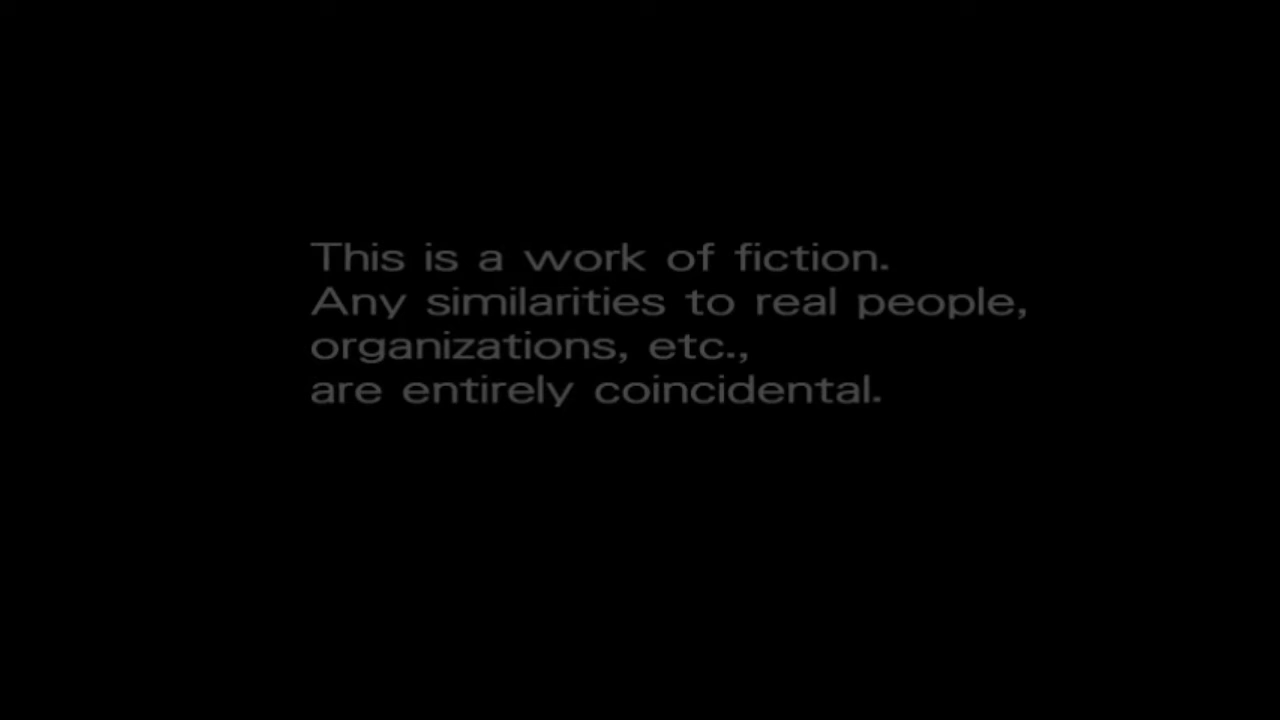 This is a work of fiction.
Any similarities to real people,
organizations, etc.,
are entirely coincidental.